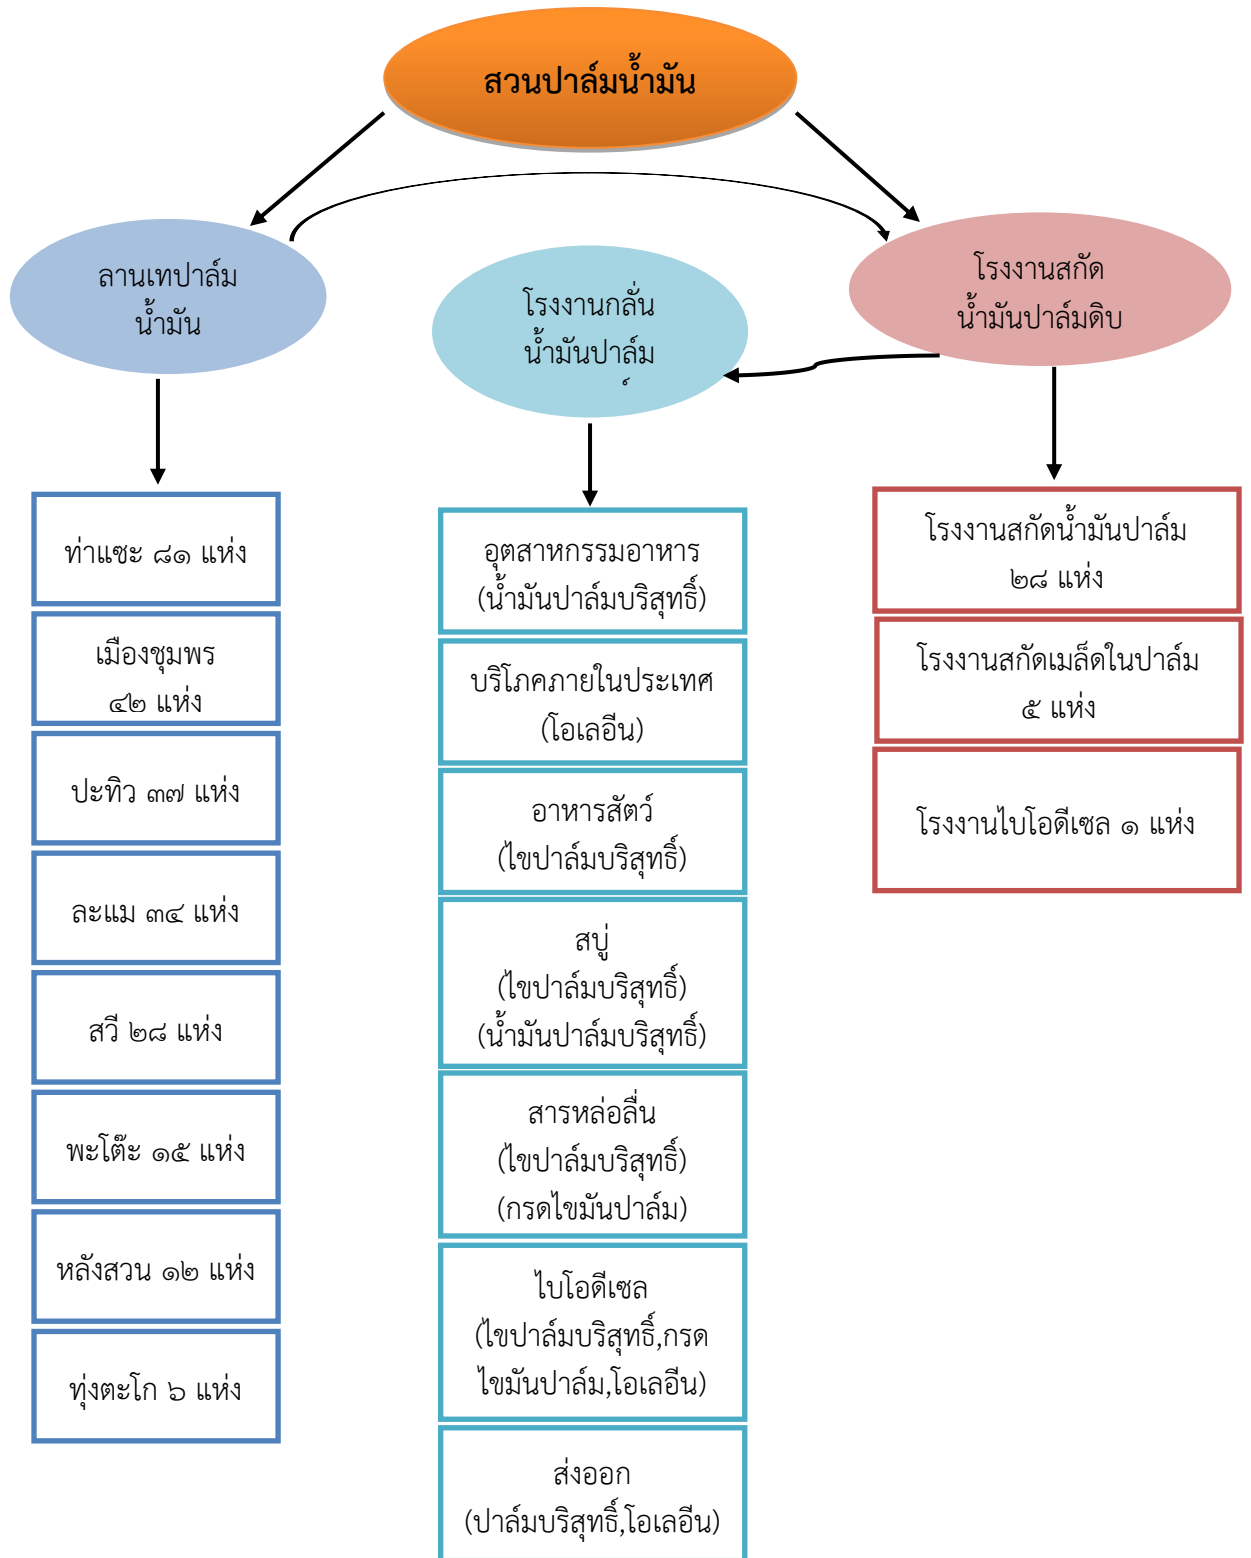 สวนปาล์มน้ำมัน
ลานเทปาล์ม
น้ำมัน
โรงงานกลั่น
น้ำมันปาล์ม
โรงงานสกัด
น้ำมันปาล์มดิบ
ท่าแซะ ๘๑ แห่ง
เมืองชุมพร
๔๒ แห่ง
ปะทิว ๓๗ แห่ง
ละแม ๓๔ แห่ง
สวี ๒๘ แห่ง
พะโต๊ะ ๑๕ แห่ง
หลังสวน ๑๒ แห่ง
ทุ่งตะโก ๖ แห่ง
อุตสาหกรรมอาหาร
(น้ำมันปาล์มบริสุทธิ์)
บริโภคภายในประเทศ
(โอเลอีน)
อาหารสัตว์
(ไขปาล์มบริสุทธิ์)
สบู่
(ไขปาล์มบริสุทธิ์)
(น้ำมันปาล์มบริสุทธิ์)
สารหล่อลื่น
(ไขปาล์มบริสุทธิ์)
(กรดไขมันปาล์ม)
ไบโอดีเซล
(ไขปาล์มบริสุทธิ์,กรด
ไขมันปาล์ม,โอเลอีน)
ส่งออก
(ปาล์มบริสุทธิ์,โอเลอีน)
โรงงานสกัดน้ำมันปาล์ม
๒๘ แห่ง
โรงงานสกัดเมล็ดในปาล์ม
๕ แห่ง
โรงงานไบโอดีเซล ๑ แห่ง